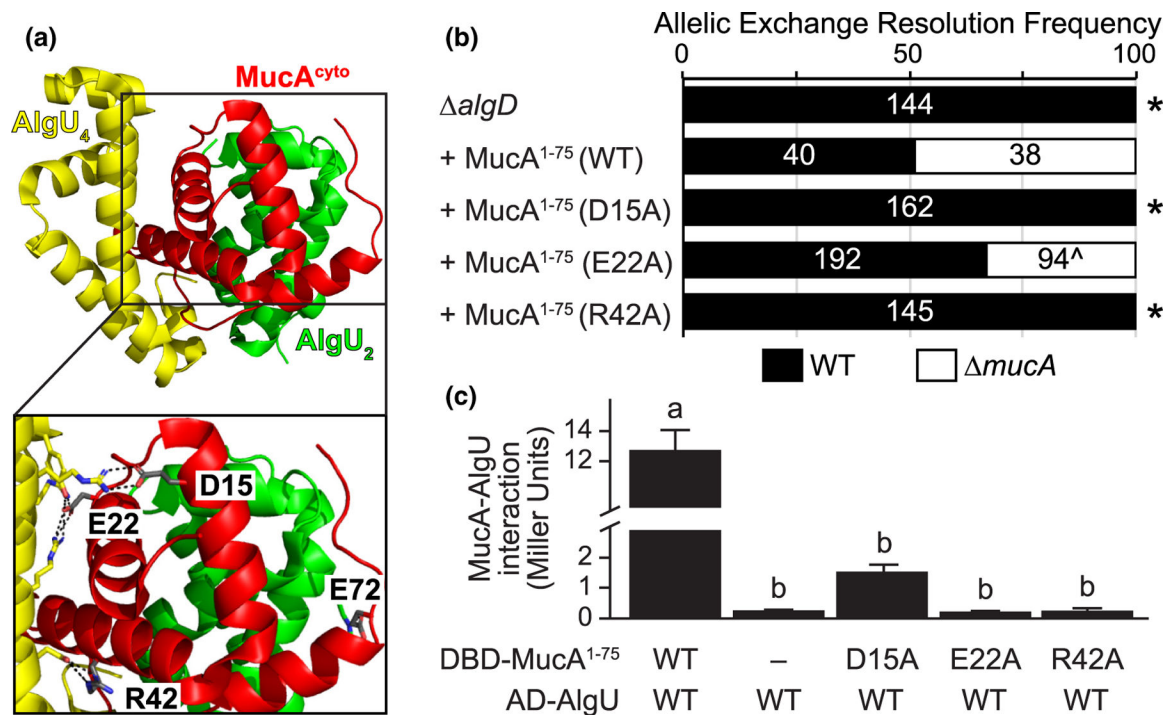 (a)
MucAcyto
AlgU4
AlgU2
D15
E22
E72
R42
(b)
Allelic Exchange Resolution Frequency
0 50 100
ΔalgD 144 *
+ MucA1-75 (WT) 40 38
+ MucA1-75 (D15A) 162 *
+ MucA1-75 (E22A) 192 94^
+ MucA1-75 (R42A) 145 *
WT ΔmucA
(c)
MucA-AlgU
interaction
(Miller Units)
14
12
2
1
0
a b b b b
DBD-MucA1-75 WT – D15A E22A R42A
AD-AlgU WT WT WT WT WT